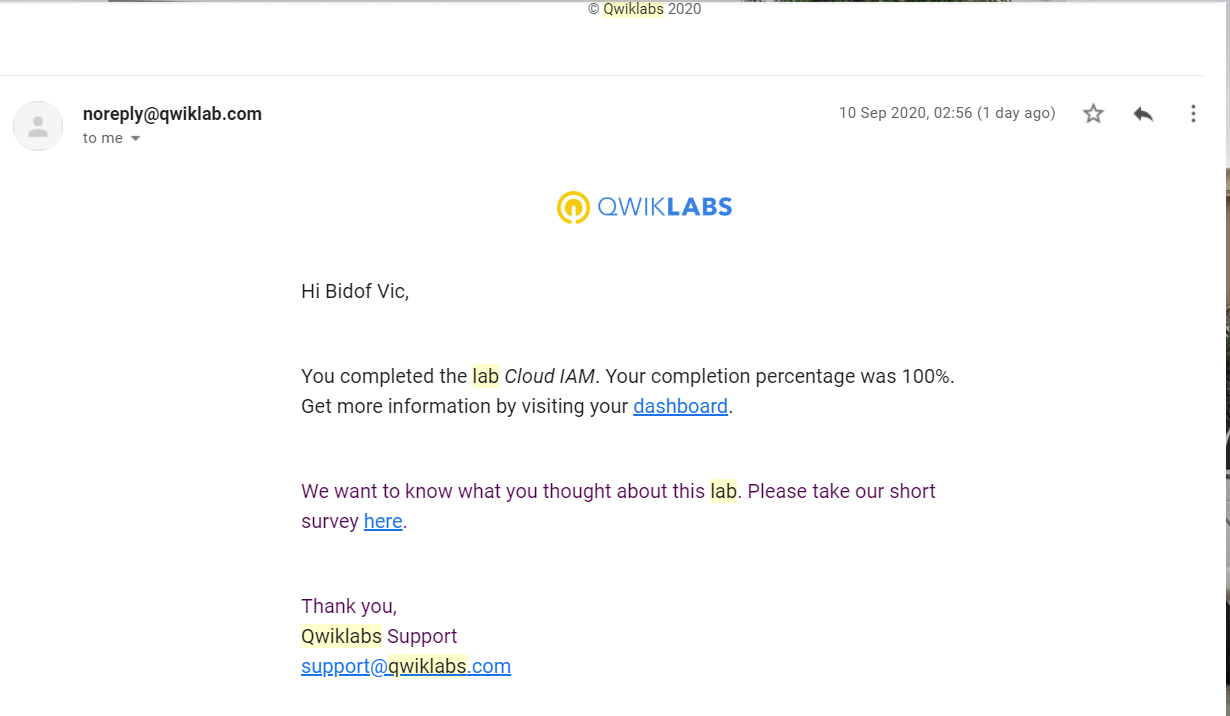 © Qwiklabs 2020
noreply@qwiklab.com
10 Sep 2020, 02:56 (1 day ago)
to me
QWIKLABS
Hi Bidof Vic,
You completed the lab Cloud IAM. Your completion percentage was 100%.
Get more information by visiting your dashboard.
We want to know what you thought about this lab. Please take our short
survey here.
Thank you,
Qwiklabs Support
support@qwiklabs.com